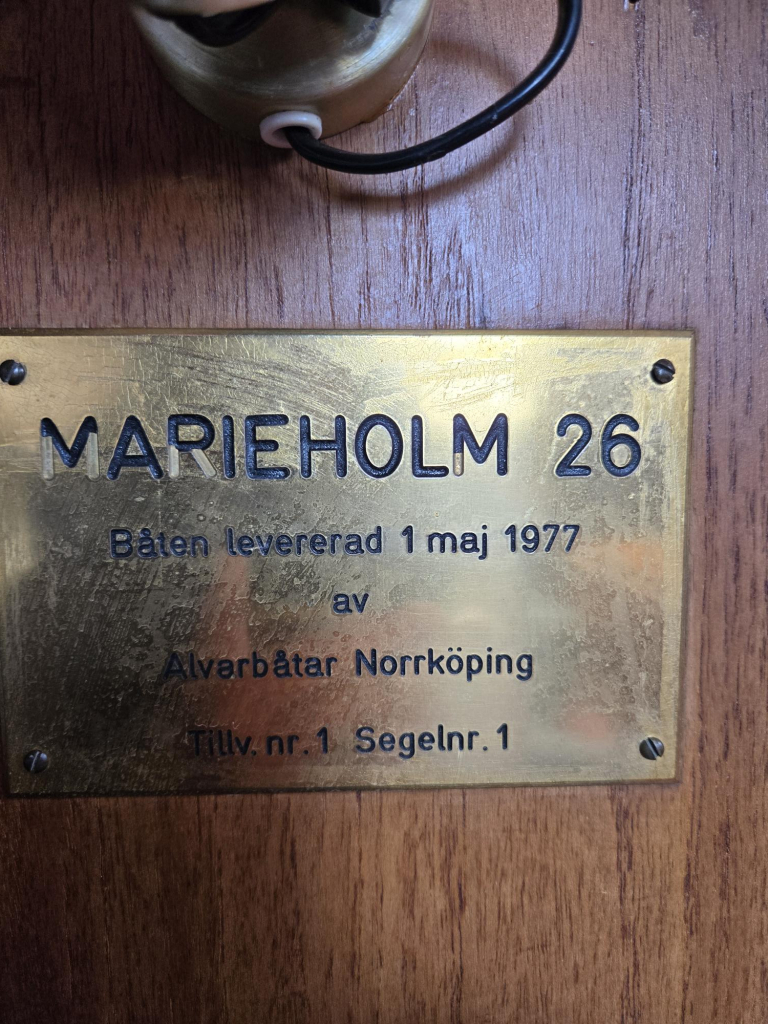 MARIEHOLM 26
Båten levererad 1 maj 1977
av
Alvarbåtar Norrköping
Tillv. nr. 1 Segelnr. 1